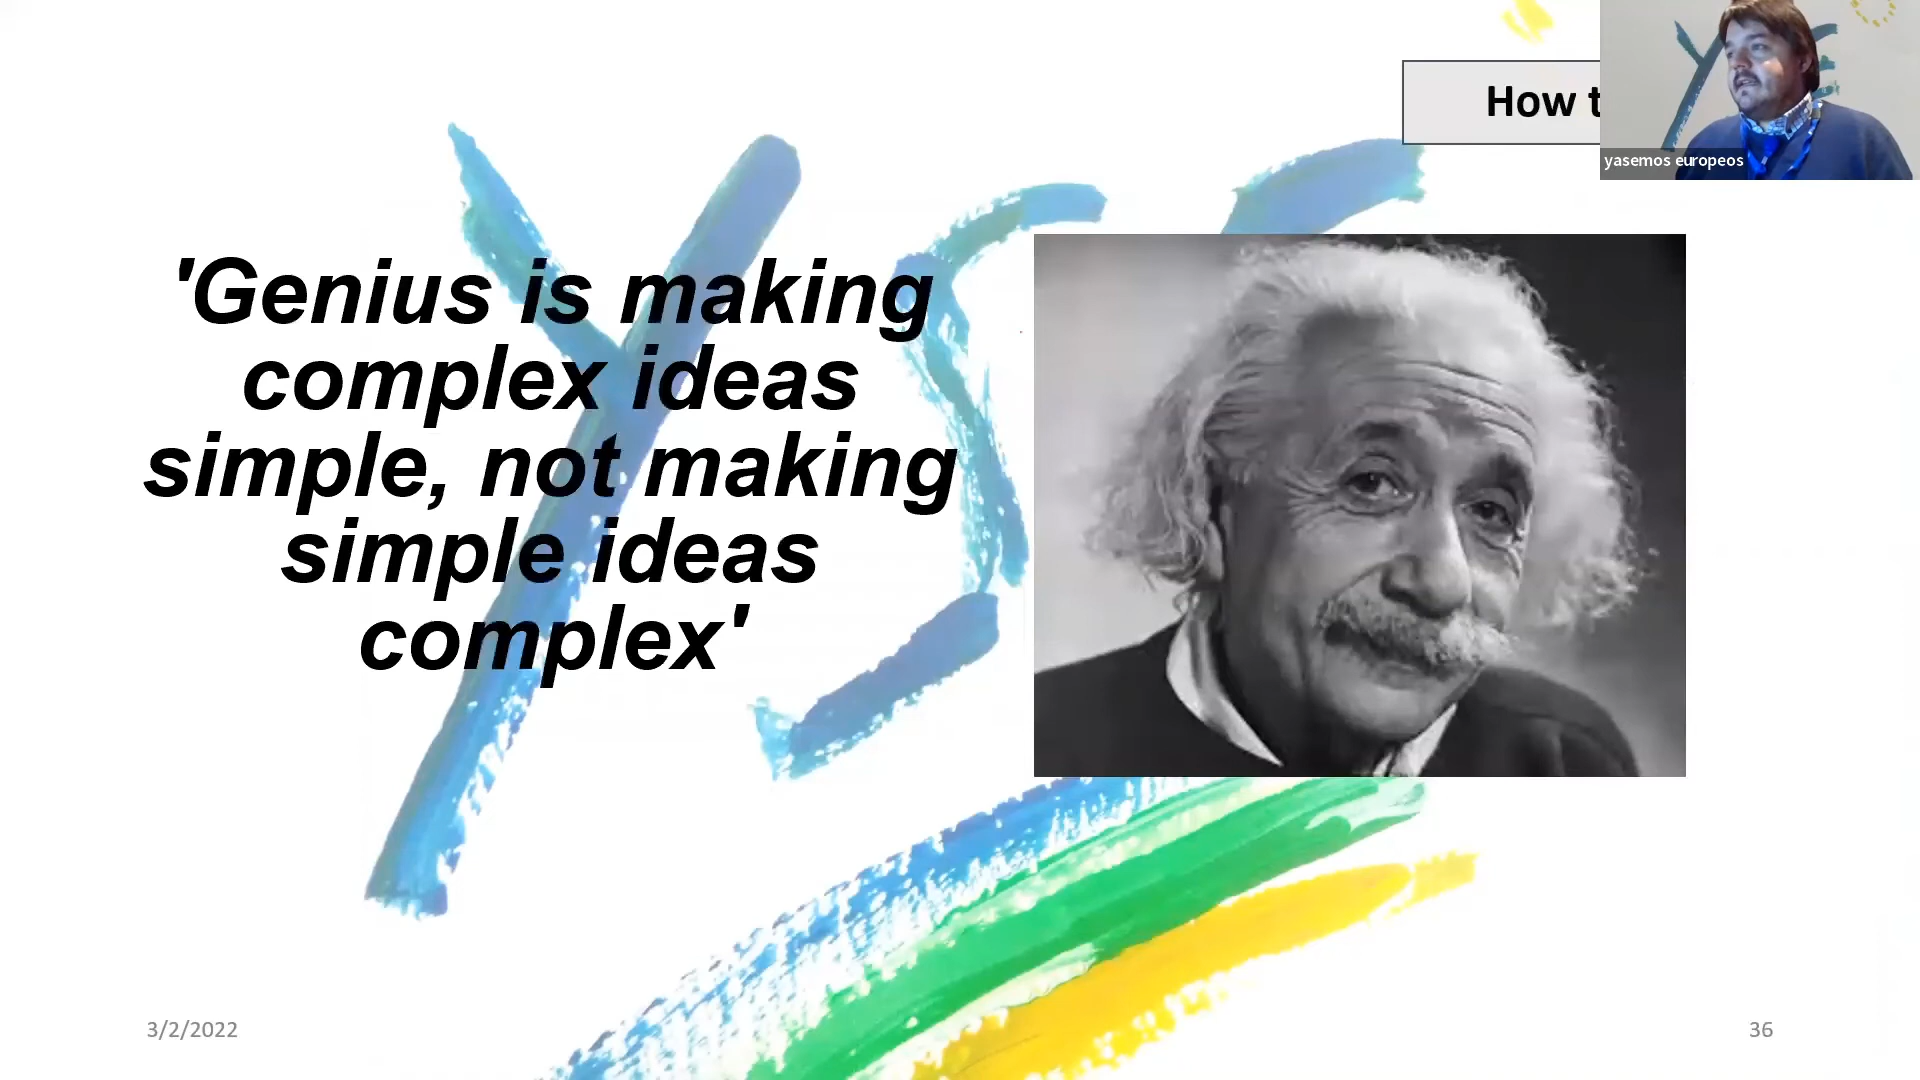 How t
yasemos europeos
'Genius is making
complex ideas
simple, not making
simple ideas
complex'
3/2/2022
36